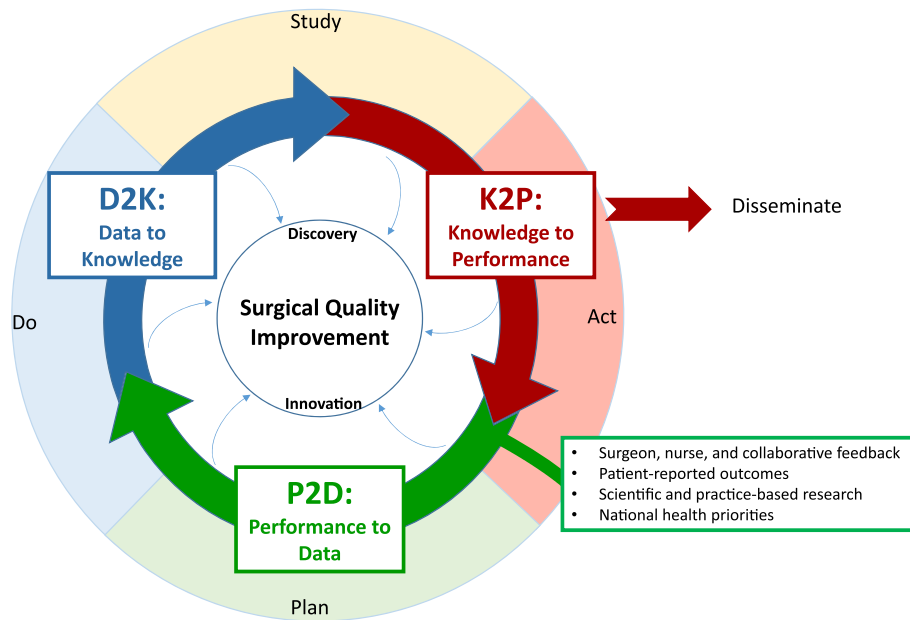 Study
D2K:
Data to
Knowledge
K2P:
Knowledge to
Performance
Disseminate
Discovery
Surgical Quality
Improvement
Innovation
Do
Act
P2D:
Performance to
Data
• Surgeon, nurse, and collaborative feedback
• Patient-reported outcomes
• Scientific and practice-based research
• National health priorities
Plan